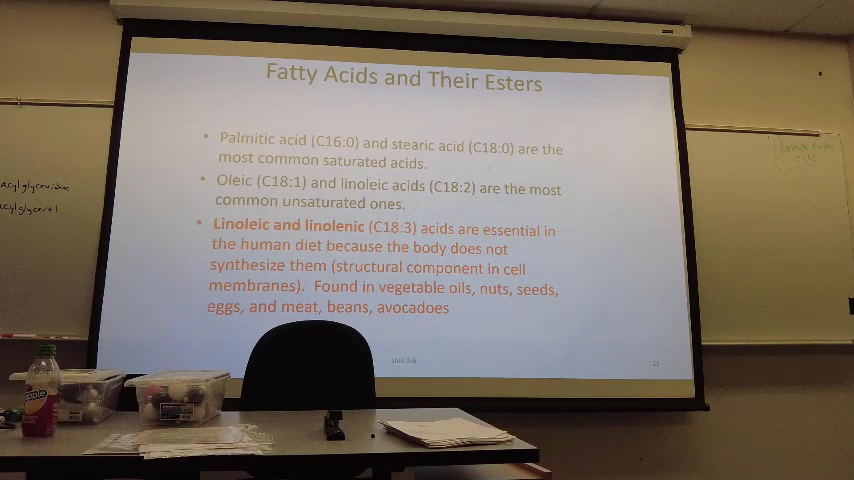 Fatty Acids and Their Esters
• Palmitic acid (C16:0) and stearic acid (C18:0) are the
most common saturated acids.
• Oleic (C18:1) and linoleic acids (C18:2) are the most
common unsaturated ones.
• Linoleic and linolenic (C18:3) acids are essential in
the human diet because the body does not
synthesize them (structural component in cell
membranes). Found in vegetable oils, nuts, seeds,
eggs, and meat, beans, avocadoes
acylglyceride
acylglycerol